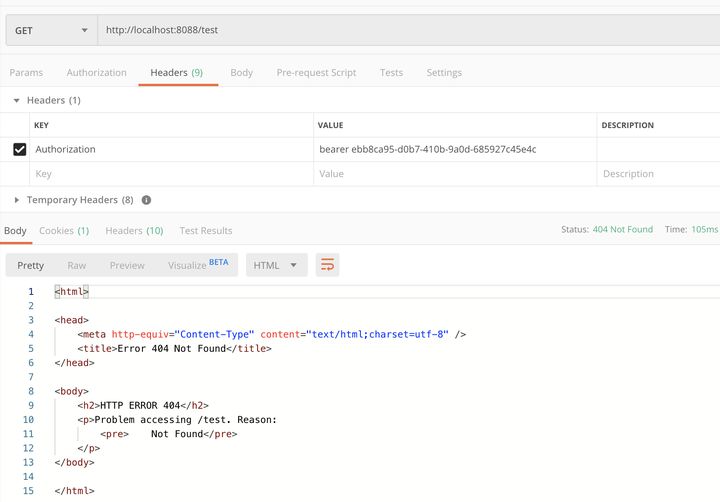 GET http://localhost:8088/test
Params Authorization Headers (9) Body Pre-request Script Tests Settings
Headers (1)
KEY VALUE DESCRIPTION
Authorization bearer ebb8ca95-d0b7-410b-9a0d-685927c45e4c
Key Value Description
Temporary Headers (8) i
Body Cookies (1) Headers (10) Test Results Status: 404 Not Found Time: 105ms
Pretty Raw Preview Visualize BETA HTML
1 <html>
2
3 <head>
4 <meta http-equiv="Content-Type" content="text/html;charset=utf-8" />
5 <title>Error 404 Not Found</title>
6 </head>
7
8 <body>
9 <h2>HTTP ERROR 404</h2>
10 <p>Problem accessing /test. Reason:
11 <pre>    Not Found</pre>
12 </p>
13 </body>
14
15 </html>